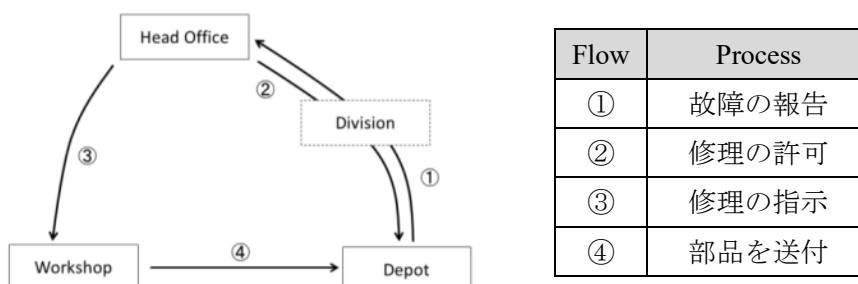 Head Office
②
Division
③
①
④
Workshop
Depot
Flow Process
① 故障の報告
② 修理の許可
③ 修理の指示
④ 部品を送付